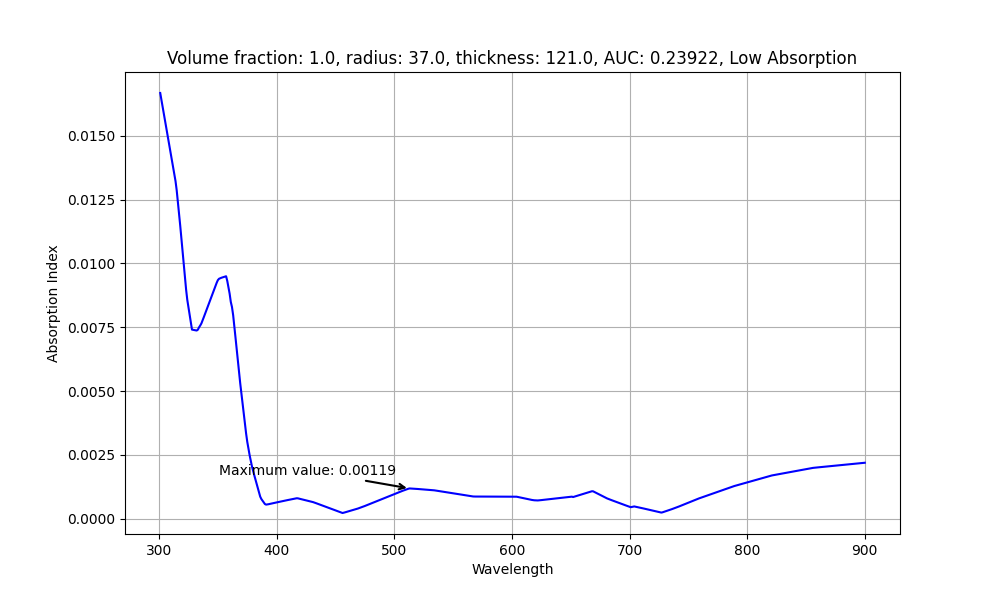 Volume fraction: 1.0, radius: 37.0, thickness: 121.0, AUC: 0.23922, Low Absorption
Absorption Index
0.0150
0.0125
0.0100
0.0075
0.0050
0.0025
0.0000
Maximum value: 0.00119
300 400 500 600 700 800 900
Wavelength